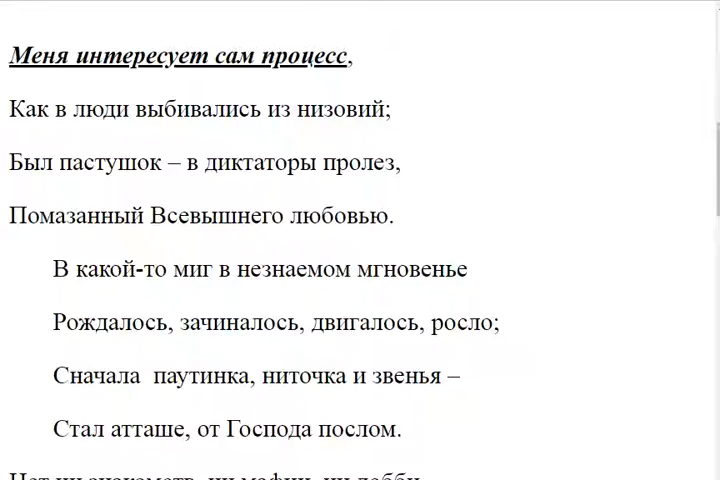 Меня интересует сам процесс,
Как в люди выбивались из низовий;
Был пастушок – в диктаторы пролез,
Помазанный Всевышнего любовью.
В какой-то миг в незнаемом мгновенье
Рождалось, зачиналось, двигалось, росло;
Сначала  паутинка, ниточка и звенья –
Стал атташе, от Господа послом.